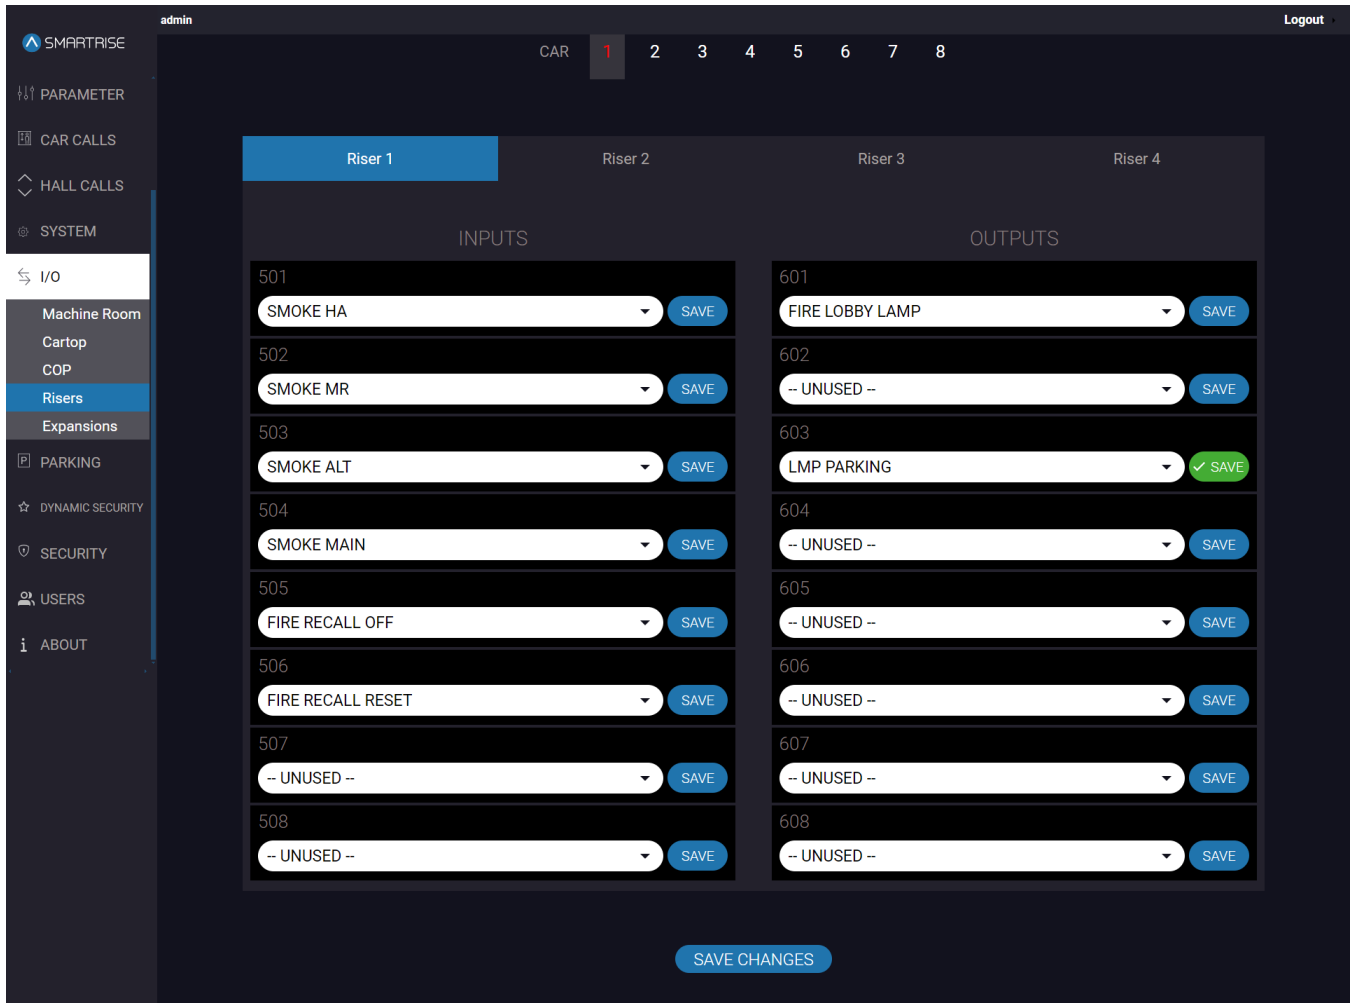 admin
Logout
SMARTRISE
CAR 1 2 3 4 5 6 7 8
PARAMETER
CAR CALLS
HALL CALLS
SYSTEM
I/O
Machine Room
Cartop
COP
Risers
Expansions
PARKING
DYNAMIC SECURITY
SECURITY
USERS
ABOUT
Riser 1 Riser 2 Riser 3 Riser 4
INPUTS
501
SMOKE HA SAVE
502
SMOKE MR SAVE
503
SMOKE ALT SAVE
504
SMOKE MAIN SAVE
505
FIRE RECALL OFF SAVE
506
FIRE RECALL RESET SAVE
507
-- UNUSED -- SAVE
508
-- UNUSED -- SAVE
OUTPUTS
601
FIRE LOBBY LAMP SAVE
602
-- UNUSED -- SAVE
603
LMP PARKING SAVE
604
-- UNUSED -- SAVE
605
-- UNUSED -- SAVE
606
-- UNUSED -- SAVE
607
-- UNUSED -- SAVE
608
-- UNUSED -- SAVE
SAVE CHANGES